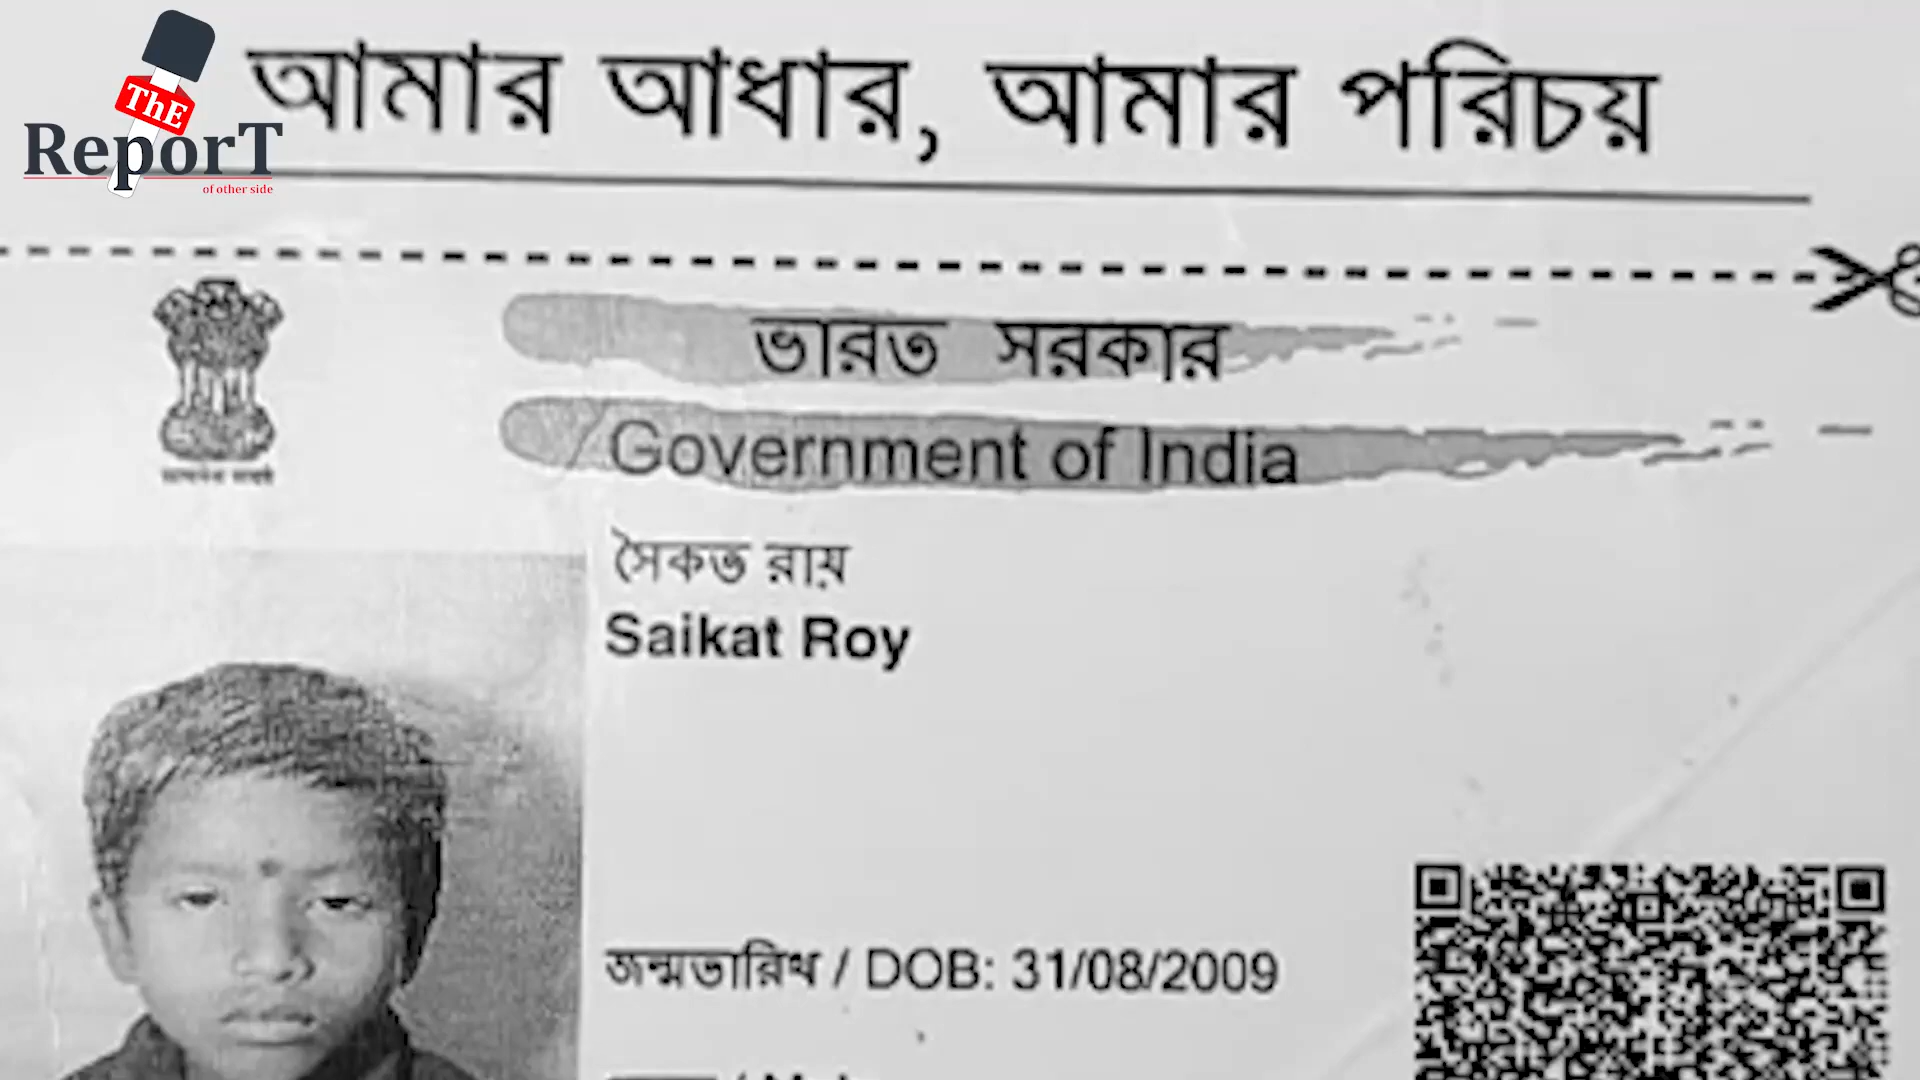 ThE
ReporT
of other side
আমার আধার, আমার পরিচয়
ভারত সরকার
Government of India
সৈকত রায়
Saikat Roy
জন্মতারিখ / DOB: 31/08/2009